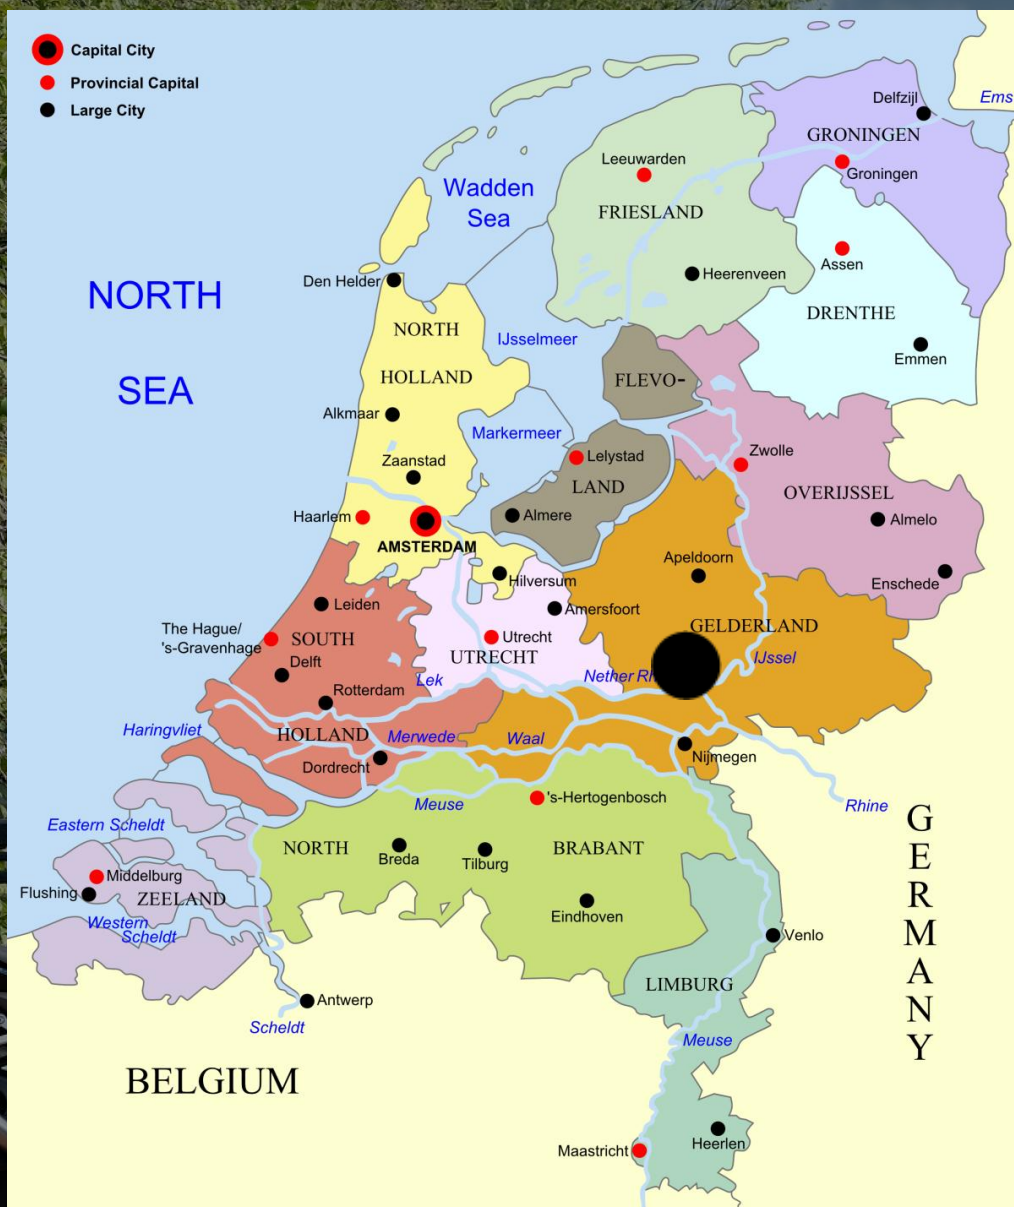 Capital City
Provincial Capital
Large City
Delfzijl
Ems
GRONINGEN
Leeuwarden
Groningen
Wadden
Sea
FRIESLAND
Assen
Den Helder
Heerenveen
NORTH
SEA
NORTH
HOLLAND
IJsselmeer
DRENTHE
Emmen
FLEVO-
LAND
Alkmaar
Markermeer
Zaanstad
Lelystad
Zwolle
OVERIJSSEL
Haarlem
Almere
Almelo
AMSTERDAM
Apeldoorn
Hilversum
Enschede
Leiden
Amersfoort
The Hague/
's-Gravenhage
SOUTH
HOLLAND
Utrecht
UTRECHT
GELDERLAND
Delft
IJssel
Lek
Nether
Rotterdam
Haringvliet
Merwede
Waal
Dordrecht
Nijmegen
Meuse
's-Hertogenbosch
Rhine
Eastern Scheldt
NORTH
BRABANT
Breda
Tilburg
GERMANY
Middelburg
Flushing
ZEELAND
Eindhoven
Western
Scheldt
Venlo
LIMBURG
Antwerp
Scheldt
Meuse
BELGIUM
Heerlen
Maastricht